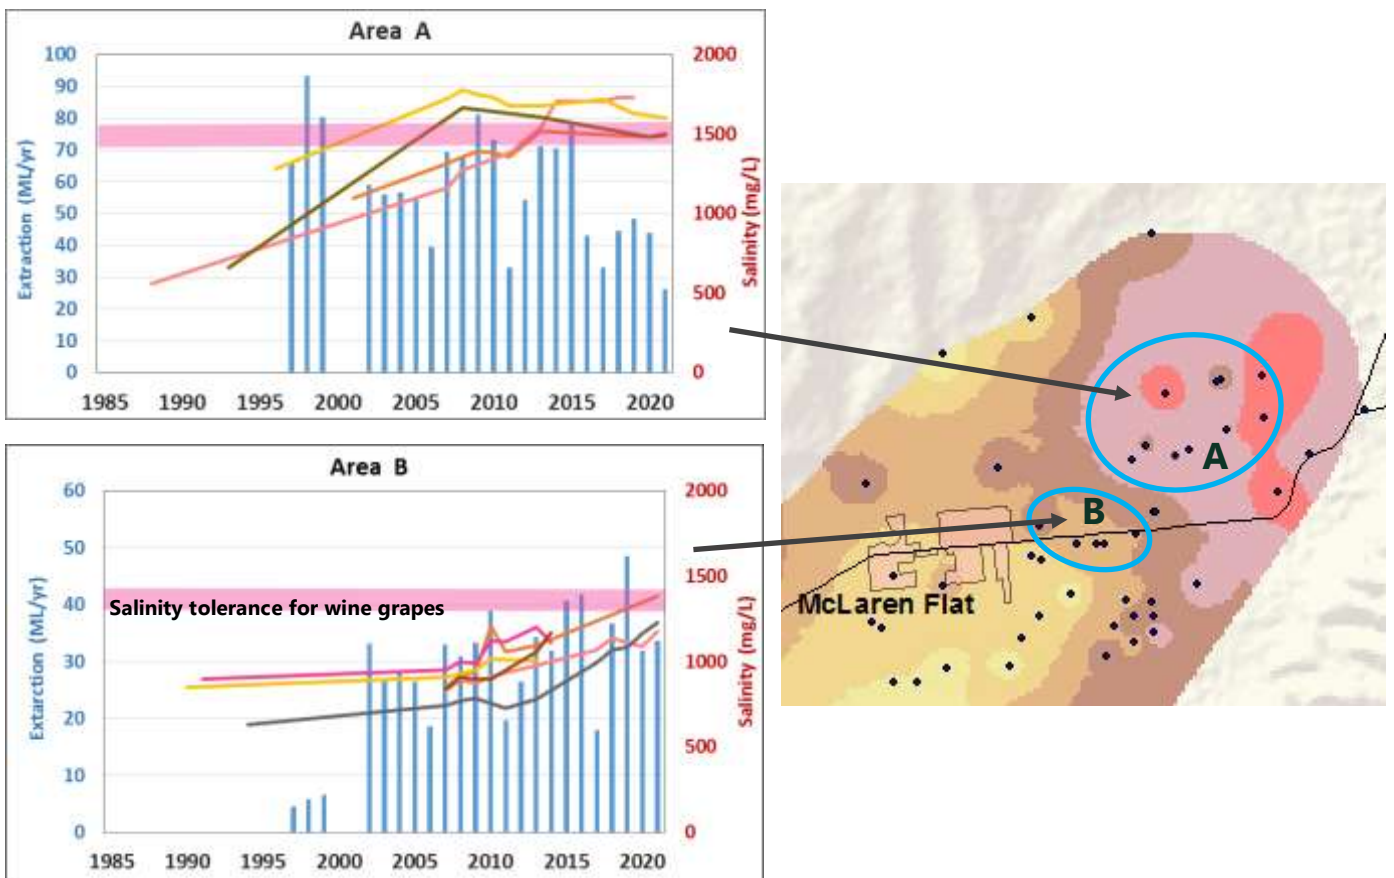 Area A
Extraction (ML/yr)
100
90
80
70
60
50
40
30
20
10
0
2000
1500
1000
500
0
Salinity (mg/L)
1985 1990 1995 2000 2005 2010 2015 2020
Area B
Extarction (ML/yr)
60
50
40
30
20
10
0
Salinity tolerance for wine grapes
2000
1500
1000
500
0
Salinity (mg/L)
1985 1990 1995 2000 2005 2010 2015 2020
A
B
McLaren Flat